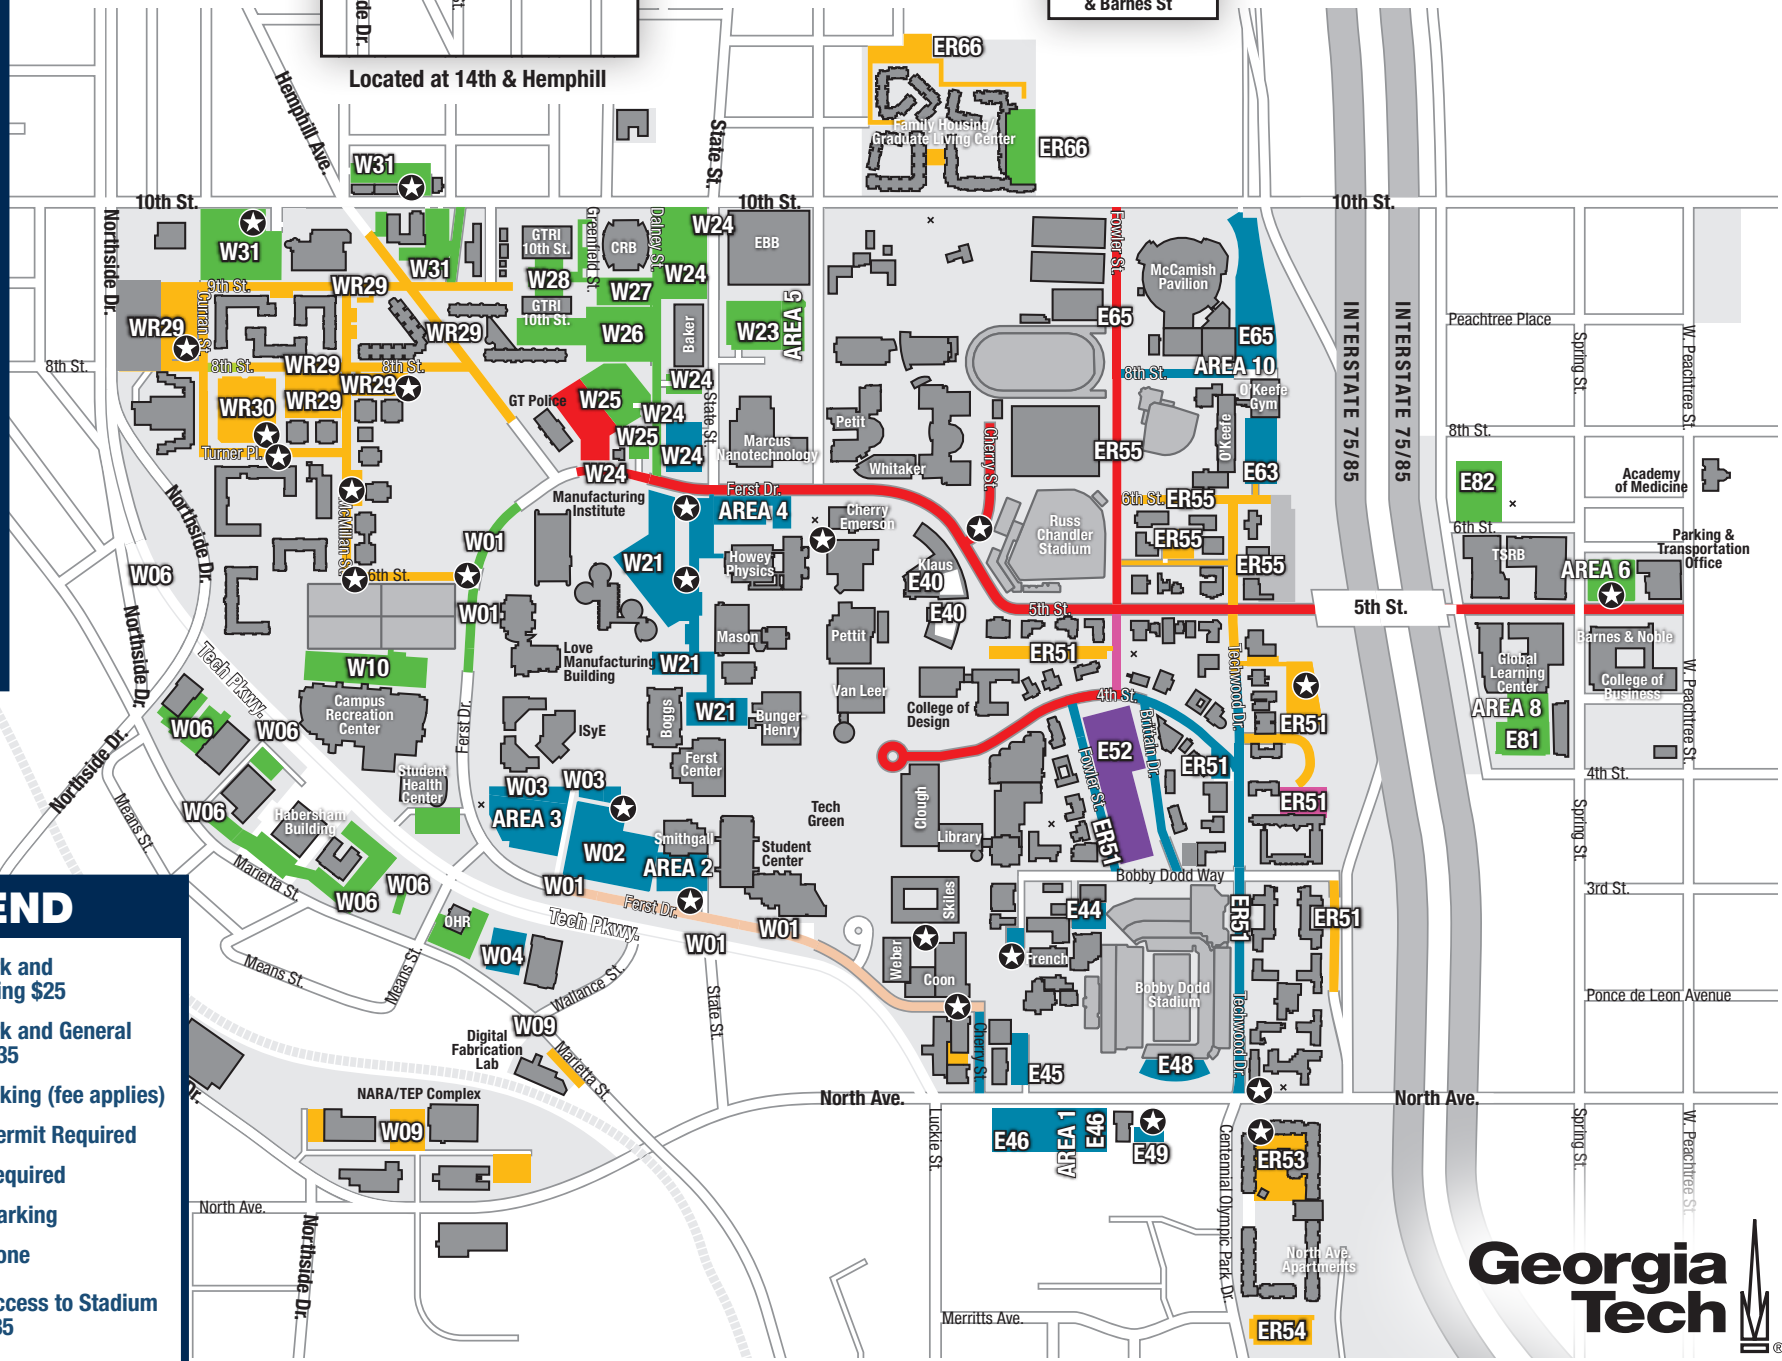 & Barnes St
de Dr.
St.
Located at 14th & Hemphill
ER66
Family Housing/
Graduate Living Center
ER66
Hemphill Ave.
State St.
W31
10th St.
10th St.
10th St.
Northside Dr.
W31
W31
GTRI
10th St.
Greenfield St.
CRB
Dalney St.
W24
EBB
Fowler St.
McCamish
Pavilion
W28
W24
W27
9th St.
WR29
Curran St.
GTRI
10th St.
W26
Baker
W23
AREA 5
E65
E65
AREA 10
INTERSTATE 75/85
INTERSTATE 75/85
Peachtree Place
Spring St.
W. Peachtree St.
WR29
WR29
8th St.
8th St.
WR29
8th St.
WR29
WR29
WR30
GT Police
W25
W24
W24
State St.
8th St.
O'Keefe
Gym
O'Keefe
Petit
Marcus
Nanotechnology
Whitaker
Cherry St.
ER55
8th St.
W25
W24
Turner Pl.
W24
Ferst Dr.
E63
E82
Academy
of Medicine
Northside Dr.
McMillan St.
Manufacturing
Institute
AREA 4
Cherry
Emerson
Russ
Chandler
Stadium
6th St.
ER55
6th St.
TSRB
Parking &
Transportation
Office
W01
W21
Howey
Physics
Klaus
E40
ER55
ER55
AREA 6
W06
6th St.
W01
E40
5th St.
5th St.
Northside Dr.
Mason
Pettit
ER51
Techwood Dr.
Barnes & Noble
Tech Pkwy.
W10
Love
Manufacturing
Building
W21
Van Leer
Global
Learning
Center
College of
Business
W. Peachtree St.
Campus
Recreation
Center
Ferst Dr.
Boggs
W21
Bunger-
Henry
College of
Design
4th St.
Brittain Dr.
ER51
AREA 8
E81
W06
W06
ISyE
Ferst
Center
E52
ER51
Northside Dr.
Student
Health
Center
W03
W03
4th St.
Means St.
W06
AREA 3
Tech
Green
Clough
Fowler St.
ER51
ER51
Spring St.
Habersham
Building
W02
Smithgall
AREA 2
Student
Center
Library
Marietta St.
W06
W06
W01
Bobby Dodd Way
3rd St.
END
Ferst Dr.
Tech Pkwy.
OHR
W01
W01
Skiles
E44
ER51
ER51
k and
ing $25
W04
Weber
Coon
French
Bobby Dodd
Stadium
Means St.
Means St.
Wallance St.
State St.
Ponce de Leon Avenue
k and General
35
W09
Digital
Fabrication
Lab
Marietta St.
Cherry St.
E45
E48
Techwood Dr.
king (fee applies)
Dr.
NARA/TEP Complex
North Ave.
North Ave.
ermit Required
W09
Luckie St.
E46
AREA 1
E46
E49
Centennial Olympic Park Dr.
ER53
Spring St.
W. Peachtree St.
equired
arking
North Ave.
one
Northside Dr.
North Ave.
Apartments
ccess to Stadium
35
Merritts Ave.
ER54
Georgia
Tech
®